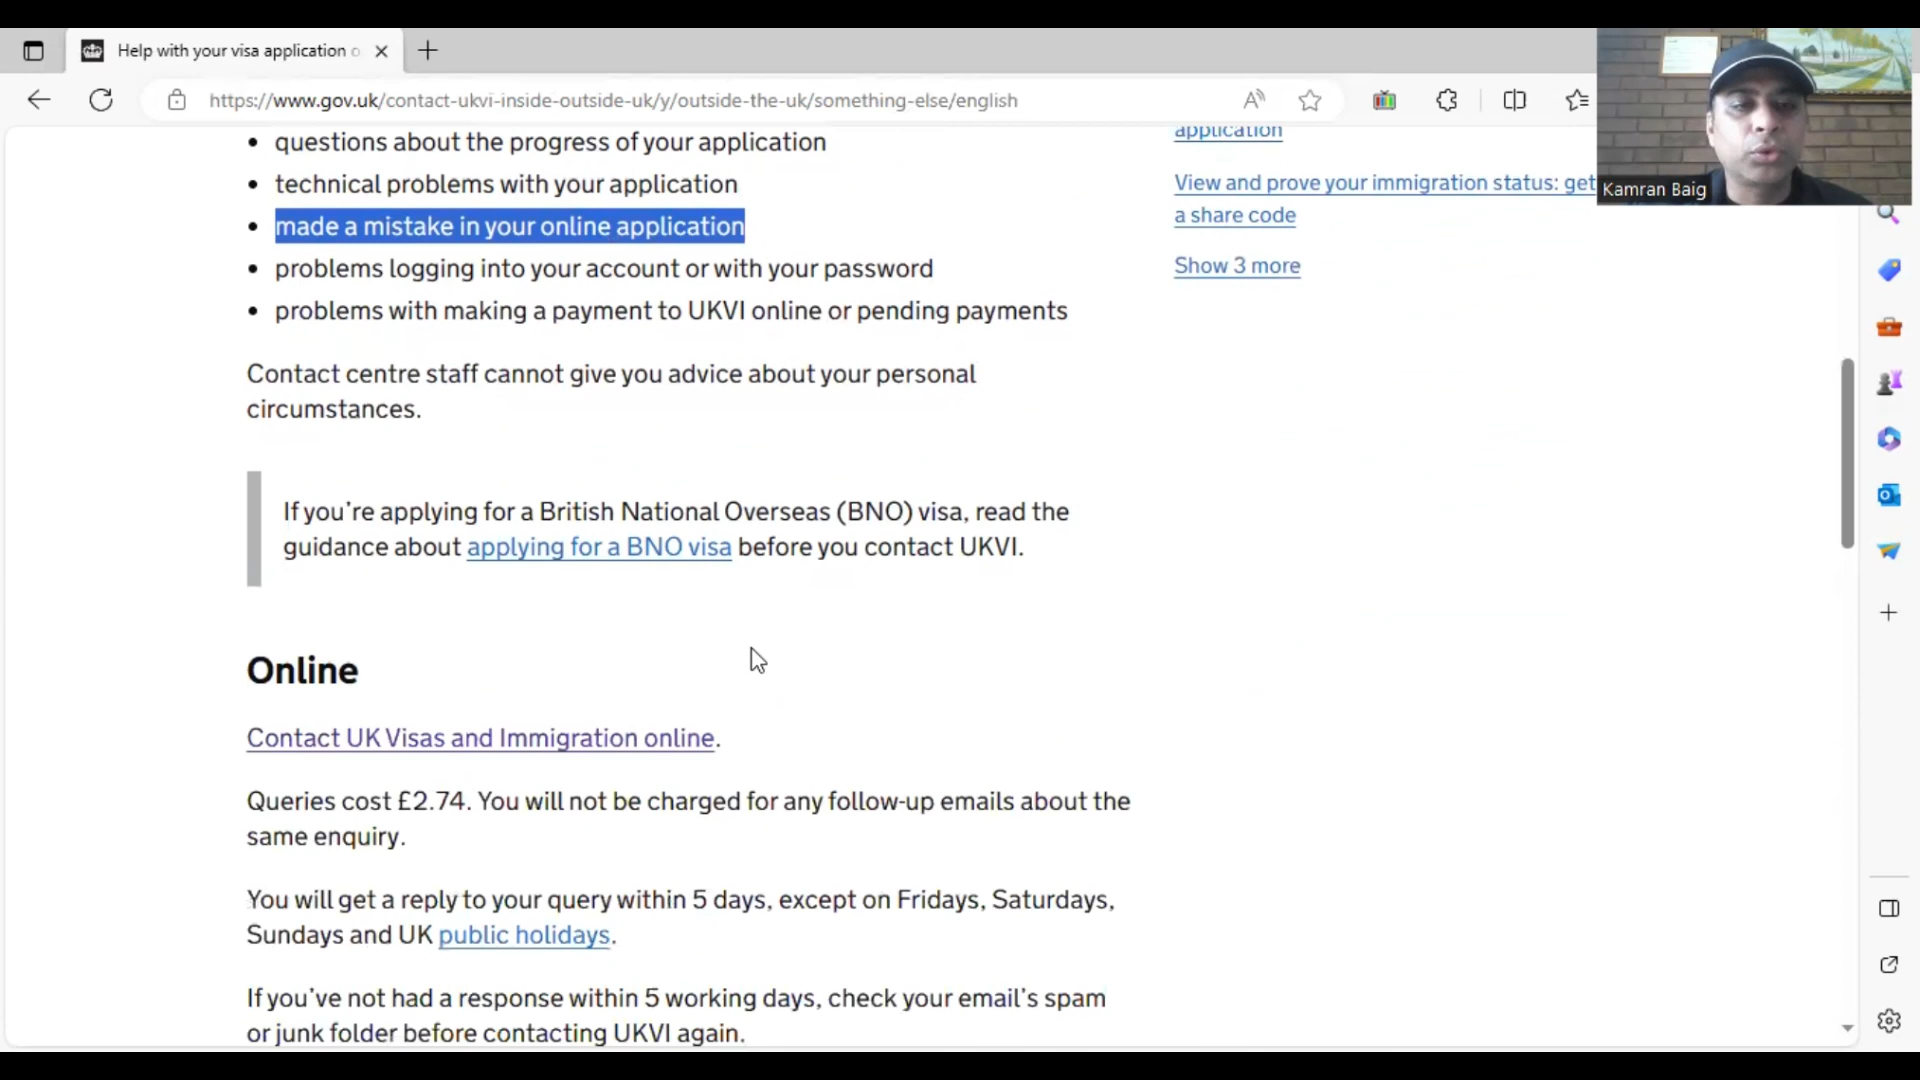 Help with your visa application o
https://www.gov.uk/contact-ukvi-inside-outside-uk/y/outside-the-uk/something-else/english
Kamran Baig
• questions about the progress of your application
• technical problems with your application
• made a mistake in your online application
• problems logging into your account or with your password
• problems with making a payment to UKVI online or pending payments
Contact centre staff cannot give you advice about your personal
circumstances.
If you’re applying for a British National Overseas (BNO) visa, read the
guidance about applying for a BNO visa before you contact UKVI.
Online
Contact UK Visas and Immigration online.
Queries cost £2.74. You will not be charged for any follow-up emails about the
same enquiry.
You will get a reply to your query within 5 days, except on Fridays, Saturdays,
Sundays and UK public holidays.
If you’ve not had a response within 5 working days, check your email’s spam
or junk folder before contacting UKVI again.
application
View and prove your immigration status: get
a share code
Show 3 more